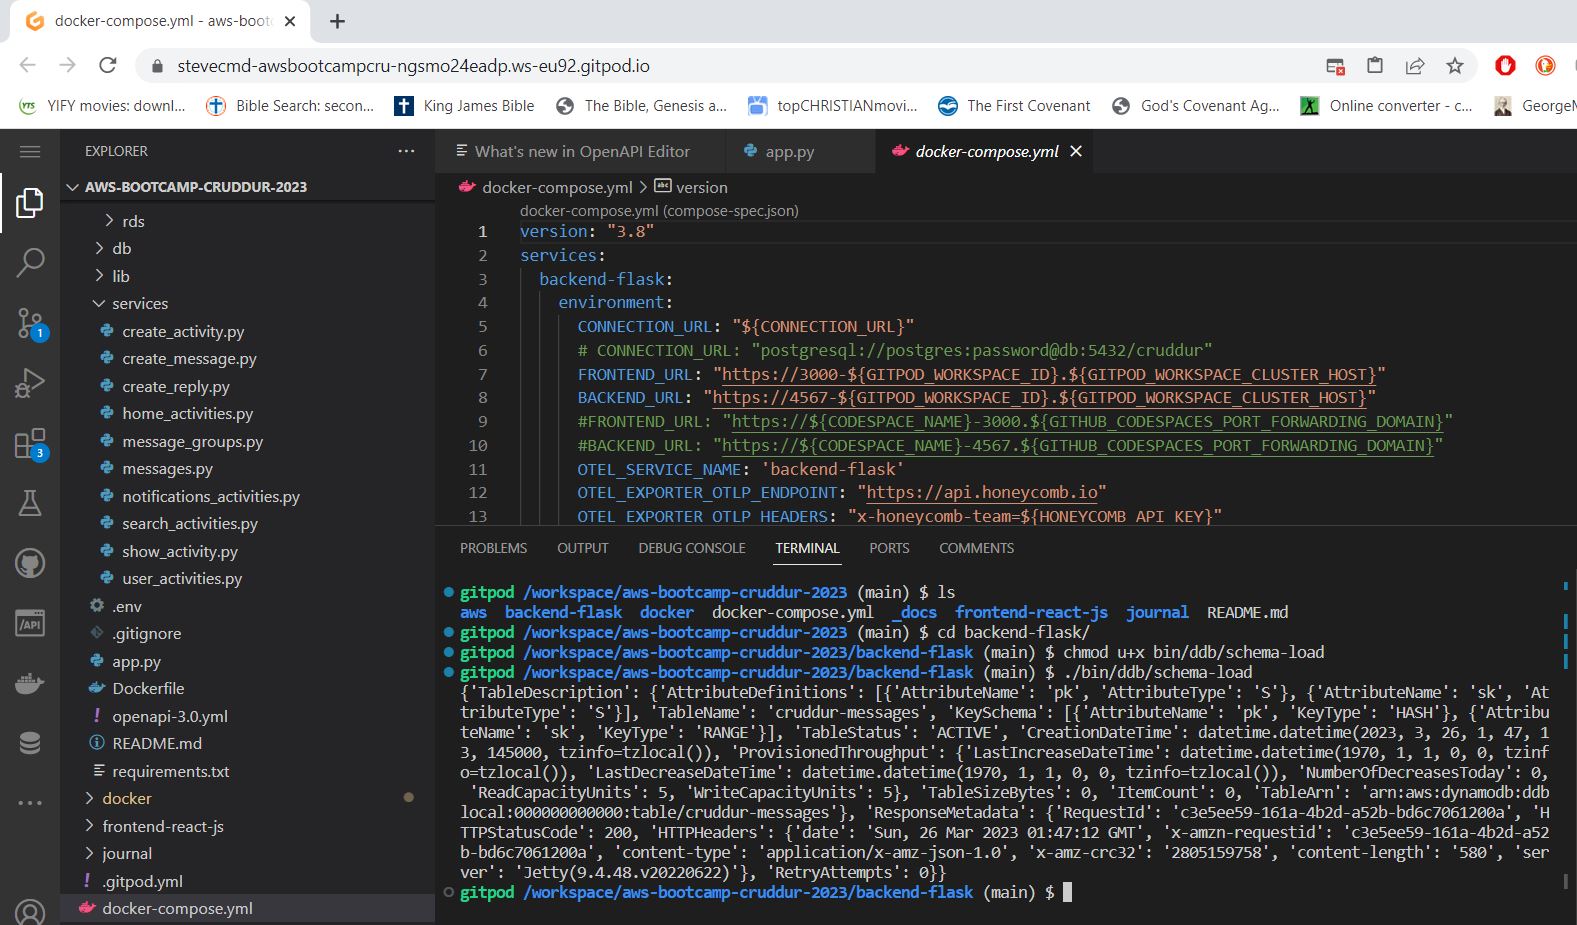 docker-compose.yml - aws-boot
stevecmd-awsbootcampcru-ngsmo24eadp.ws-eu92.gitpod.io
YTS YIFY movies: downl... Bible Search: secon... King James Bible The Bible, Genesis a... topCHRISTIANmovi... The First Covenant God's Covenant Ag... Online converter - c... GeorgeM
EXPLORER ...
AWS-BOOTCAMP-CRUDDUR-2023
rds
db
lib
services
create_activity.py
create_message.py
create_reply.py
home_activities.py
message_groups.py
messages.py
notifications_activities.py
search_activities.py
show_activity.py
user_activities.py
.env
.gitignore
app.py
Dockerfile
! openapi-3.0.yml
README.md
requirements.txt
docker
frontend-react-js
journal
! .gitpod.yml
docker-compose.yml
1
3
/API
What's new in OpenAPI Editor app.py docker-compose.yml
docker-compose.yml > abc version
docker-compose.yml (compose-spec.json)
1 version: "3.8"
2 services:
3 backend-flask:
4 environment:
5 CONNECTION_URL: "${CONNECTION_URL}"
6 # CONNECTION_URL: "postgresql://postgres:password@db:5432/cruddur"
7 FRONTEND_URL: "https://3000-${GITPOD_WORKSPACE_ID}.${GITPOD_WORKSPACE_CLUSTER_HOST}"
8 BACKEND_URL: "https://4567-${GITPOD_WORKSPACE_ID}.${GITPOD_WORKSPACE_CLUSTER_HOST}"
9 #FRONTEND_URL: "https://${CODESPACE_NAME}-3000.${GITHUB_CODESPACES_PORT_FORWARDING_DOMAIN}"
10 #BACKEND_URL: "https://${CODESPACE_NAME}-4567.${GITHUB_CODESPACES_PORT_FORWARDING_DOMAIN}"
11 OTEL_SERVICE_NAME: 'backend-flask'
12 OTEL_EXPORTER_OTLP_ENDPOINT: "https://api.honeycomb.io"
13 OTEL_EXPORTER_OTLP_HEADERS: "x-honeycomb-team=${HONEYCOMB_API_KEY}"
PROBLEMS OUTPUT DEBUG CONSOLE TERMINAL PORTS COMMENTS
gitpod /workspace/aws-bootcamp-cruddur-2023 (main) $ ls
aws backend-flask docker docker-compose.yml _docs frontend-react-js journal README.md
gitpod /workspace/aws-bootcamp-cruddur-2023 (main) $ cd backend-flask/
gitpod /workspace/aws-bootcamp-cruddur-2023/backend-flask (main) $ chmod u+x bin/ddb/schema-load
gitpod /workspace/aws-bootcamp-cruddur-2023/backend-flask (main) $ ./bin/ddb/schema-load
{'TableDescription': {'AttributeDefinitions': [{'AttributeName': 'pk', 'AttributeType': 'S'}, {'AttributeName': 'sk', 'At
tributeType': 'S'}], 'TableName': 'cruddur-messages', 'KeySchema': [{'AttributeName': 'pk', 'KeyType': 'HASH'}, {'Attribu
teName': 'sk', 'KeyType': 'RANGE'}], 'TableStatus': 'ACTIVE', 'CreationDateTime': datetime.datetime(2023, 3, 26, 1, 47, 1
3, 145000, tzinfo=tzlocal()), 'ProvisionedThroughput': {'LastIncreaseDateTime': datetime.datetime(1970, 1, 1, 0, 0, tzinf
o=tzlocal()), 'LastDecreaseDateTime': datetime.datetime(1970, 1, 1, 0, 0, tzinfo=tzlocal()), 'NumberOfDecreasesToday': 0,
'ReadCapacityUnits': 5, 'WriteCapacityUnits': 5}, 'TableSizeBytes': 0, 'ItemCount': 0, 'TableArn': 'arn:aws:dynamodb:ddb
local:000000000000:table/cruddur-messages'}, 'ResponseMetadata': {'RequestId': 'c3e5ee59-161a-4b2d-a52b-bd6c7061200a', 'H
TTPStatusCode': 200, 'HTTPHeaders': {'date': 'Sun, 26 Mar 2023 01:47:12 GMT', 'x-amzn-requestid': 'c3e5ee59-161a-4b2d-a52
b-bd6c7061200a', 'content-type': 'application/x-amz-json-1.0', 'x-amz-crc32': '2805159758', 'content-length': '580', 'ser
ver': 'Jetty(9.4.48.v20220622)'}, 'RetryAttempts': 0}}
gitpod /workspace/aws-bootcamp-cruddur-2023/backend-flask (main) $